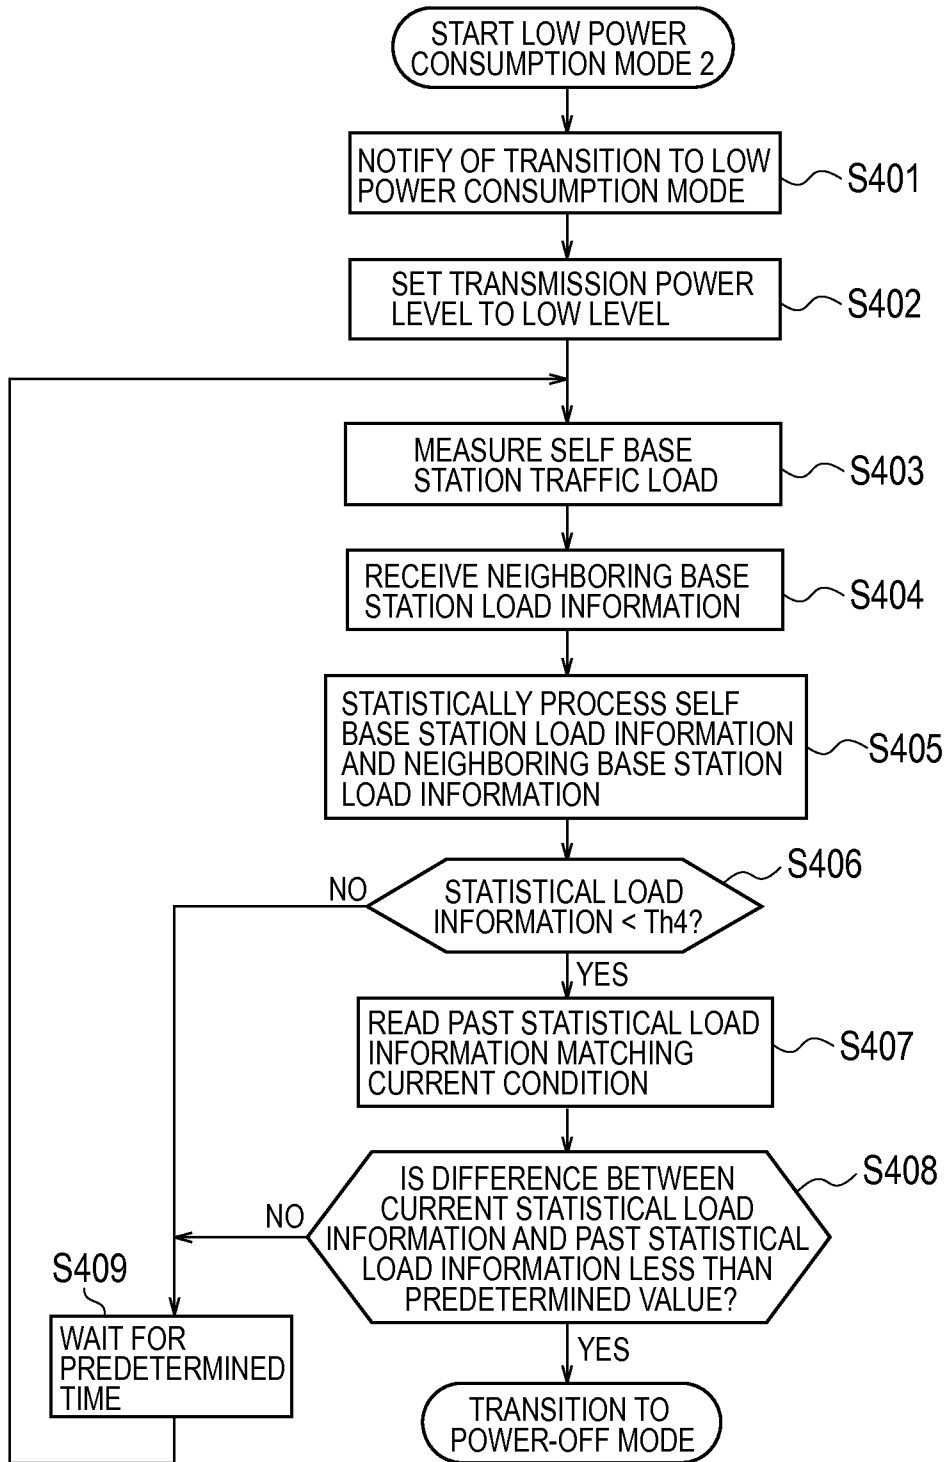 START LOW POWER
CONSUMPTION MODE 2
NOTIFY OF TRANSITION TO LOW
POWER CONSUMPTION MODE
S401
SET TRANSMISSION POWER
LEVEL TO LOW LEVEL
S402
MEASURE SELF BASE
STATION TRAFFIC LOAD
S403
RECEIVE NEIGHBORING BASE
STATION LOAD INFORMATION
S404
STATISTICALLY PROCESS SELF
BASE STATION LOAD INFORMATION
AND NEIGHBORING BASE STATION
LOAD INFORMATION
S405
S406
NO
STATISTICAL LOAD
INFORMATION < Th4?
YES
READ PAST STATISTICAL LOAD
INFORMATION MATCHING
CURRENT CONDITION
S407
S408
NO
IS DIFFERENCE BETWEEN
CURRENT STATISTICAL LOAD
INFORMATION AND PAST STATISTICAL
LOAD INFORMATION LESS THAN
PREDETERMINED VALUE?
S409
WAIT FOR
PREDETERMINED
TIME
YES
TRANSITION TO
POWER-OFF MODE